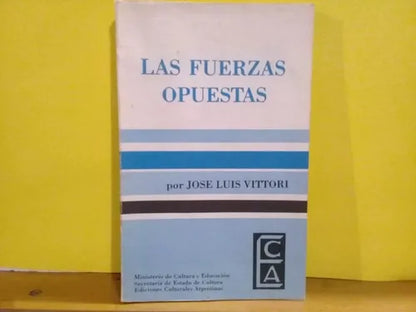 LAS FUERZAS
OPUESTAS
por JOSE LUIS VITTORI
Ministerio de Cultura y Educación
Secretaría de Estado de Cultura
Ediciones Culturales Argentinas
ECA